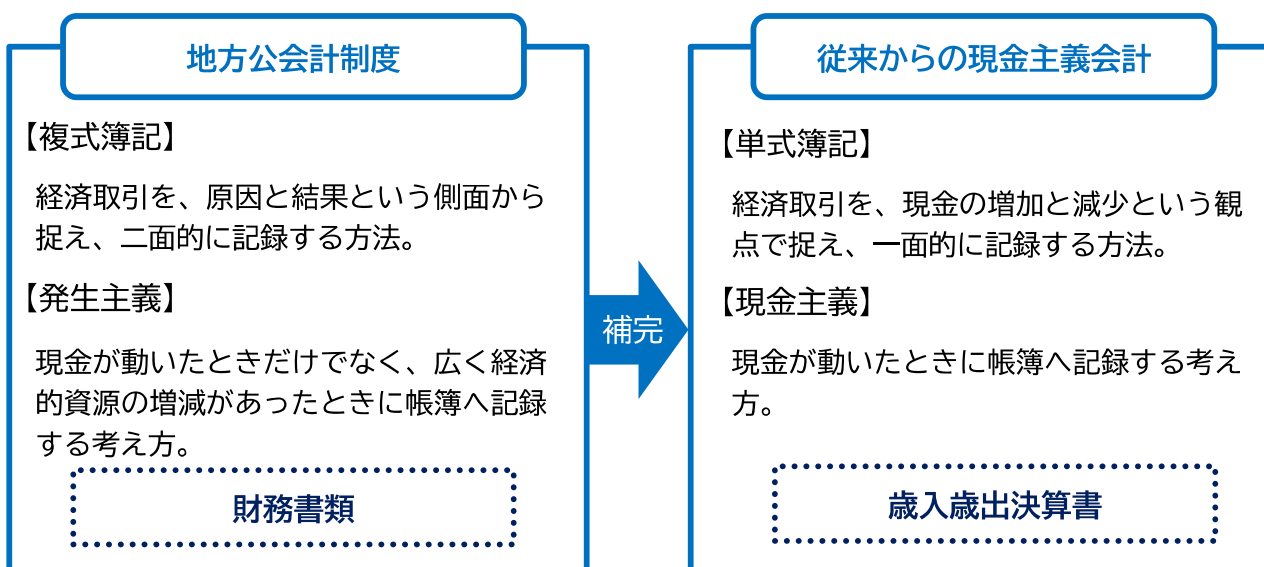 地方公会計制度
【複式簿記】
経済取引を、原因と結果という側面から
捉え、二面的に記録する方法。
【発生主義】
現金が動いたときだけでなく、広く経済
的資源の増減があったときに帳簿へ記録
する考え方。
財務書類
補完
従来からの現金主義会計
【単式簿記】
経済取引を、現金の増加と減少という観
点で捉え、一面的に記録する方法。
【現金主義】
現金が動いたときに帳簿へ記録する考え
方。
歳入歳出決算書